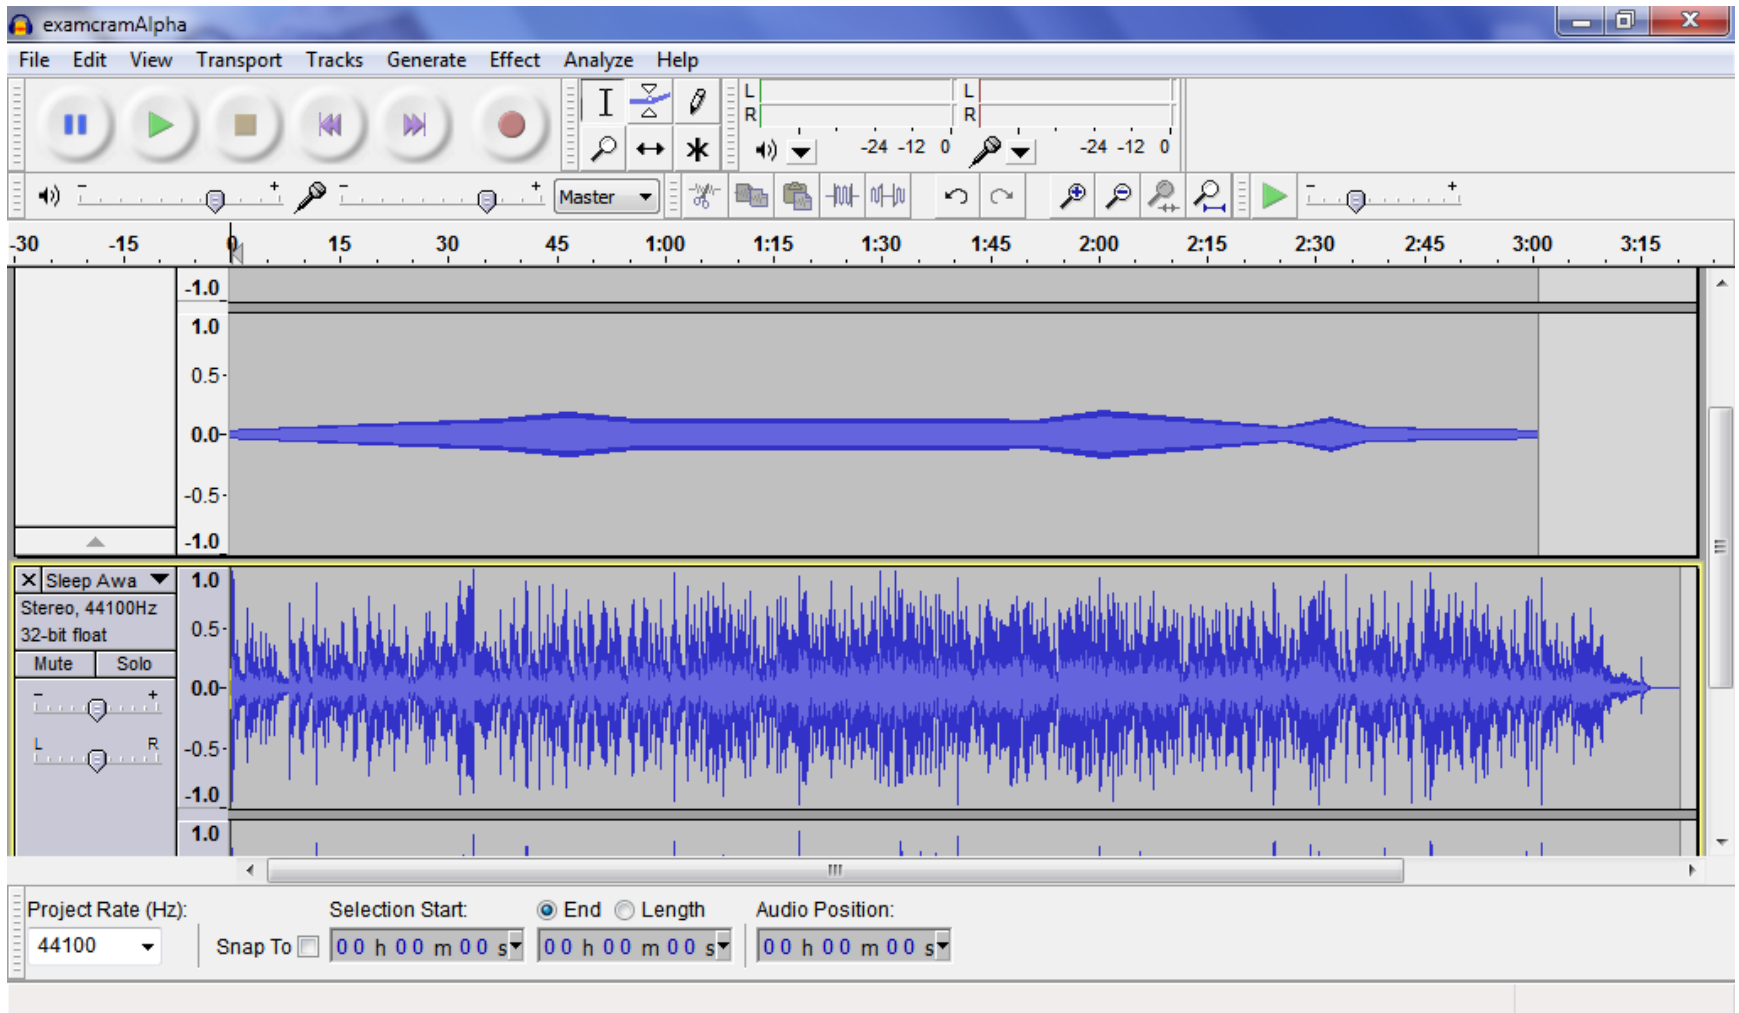 examcramAlpha
File Edit View Transport Tracks Generate Effect Analyze Help
L L
R R
-24 -12 0 -24 -12 0
- + - + Master - +
-30 -15 0 15 30 45 1:00 1:15 1:30 1:45 2:00 2:15 2:30 2:45 3:00 3:15
-1.0
1.0
0.5
0.0
-0.5
-1.0
X Sleep Awa 1.0
Stereo, 44100Hz
32-bit float 0.5
Mute Solo
- + 0.0
L R -0.5
-1.0
1.0
Project Rate (Hz): Selection Start: End Length Audio Position:
44100 Snap To 00 h 00 m 00 s 00 h 00 m 00 s 00 h 00 m 00 s